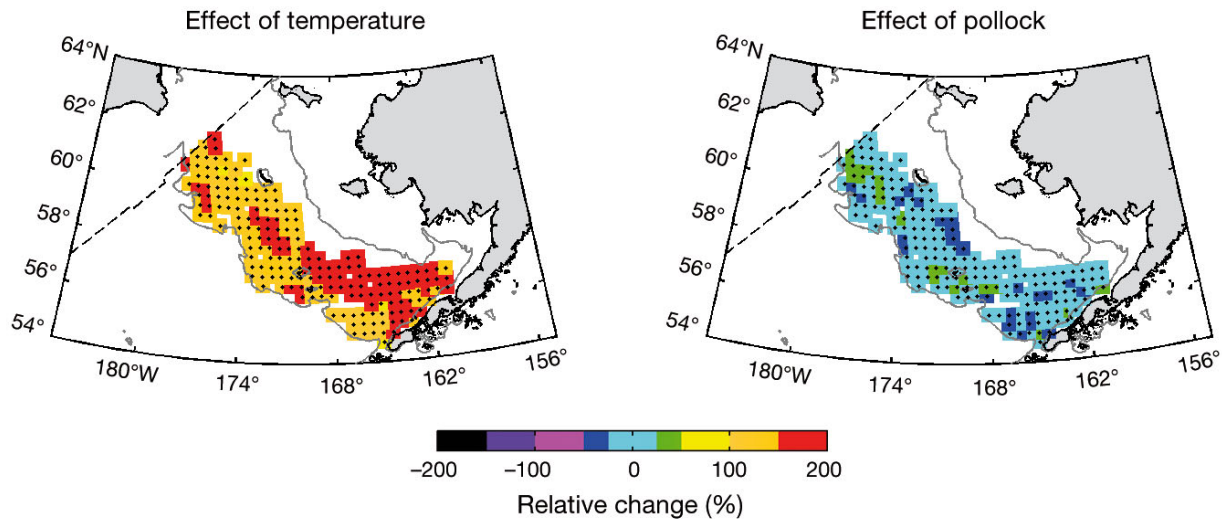 Effect of temperature
64°N
62°
60°
58°
56°
54°
180°W
174°
168°
162°
156°
Effect of pollock
64°N
62°
60°
58°
56°
54°
180°W
174°
168°
162°
156°
−200 −100 0 100 200
Relative change (%)